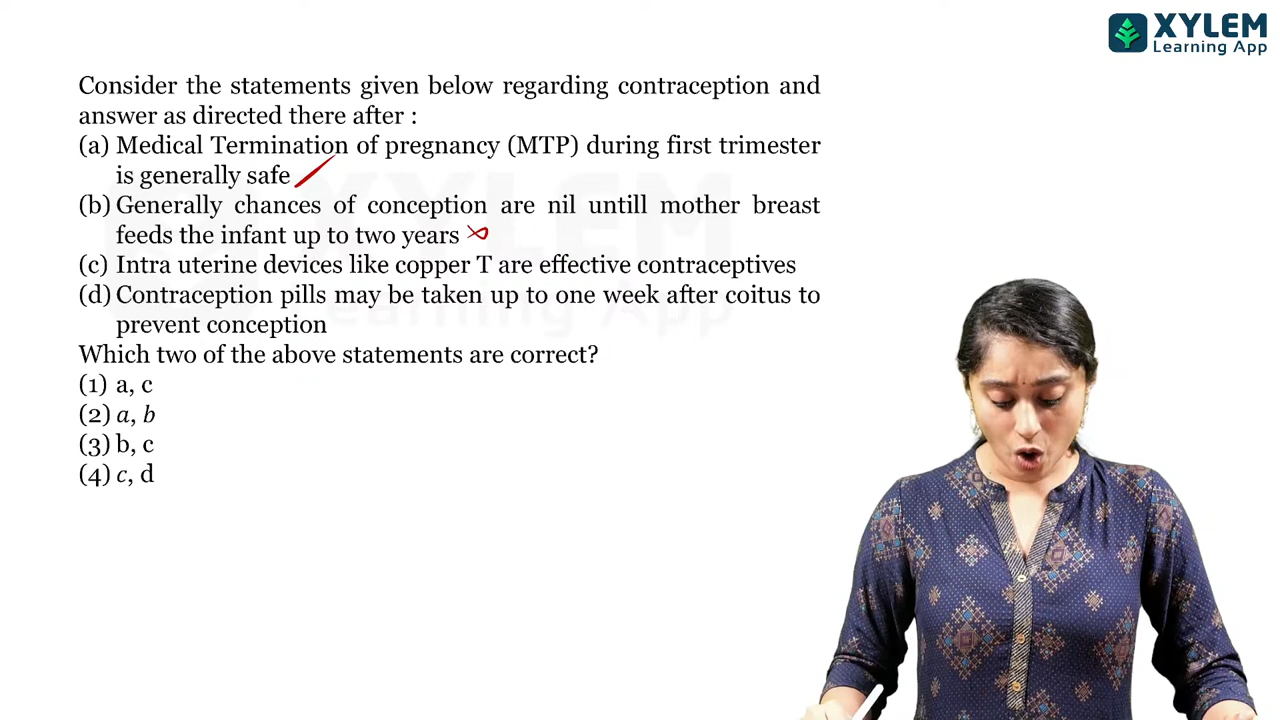 XYLEM
Learning App
Consider the statements given below regarding contraception and
answer as directed there after :
(a) Medical Termination of pregnancy (MTP) during first trimester
is generally safe
(b) Generally chances of conception are nil untill mother breast
feeds the infant up to two years
(c) Intra uterine devices like copper T are effective contraceptives
(d) Contraception pills may be taken up to one week after coitus to
prevent conception
Which two of the above statements are correct?
(1) a, c
(2) a, b
(3) b, c
(4) c, d
XYLEM
Learning App